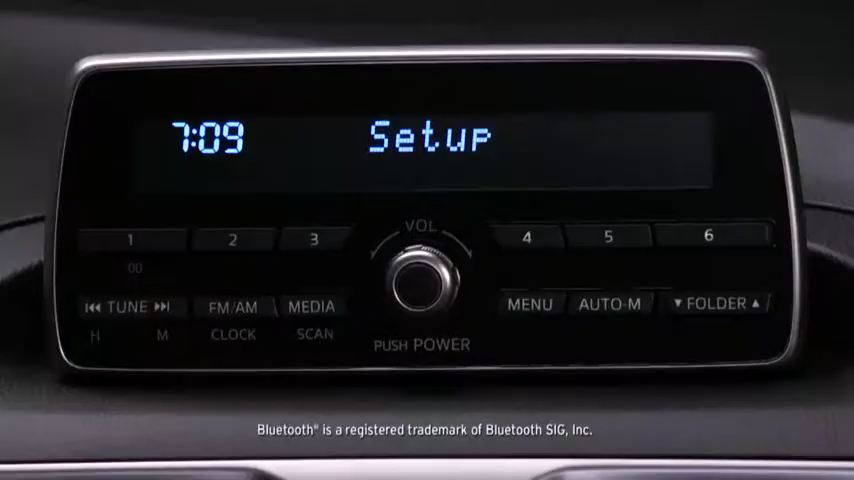 7:09 Setup
VOL
1 2 3 4 5 6
00
⏮ TUNE ⏭ FM/AM MEDIA MENU AUTO-M ▼ FOLDER ▲
H M CLOCK SCAN
PUSH POWER
Bluetooth® is a registered trademark of Bluetooth SIG, Inc.